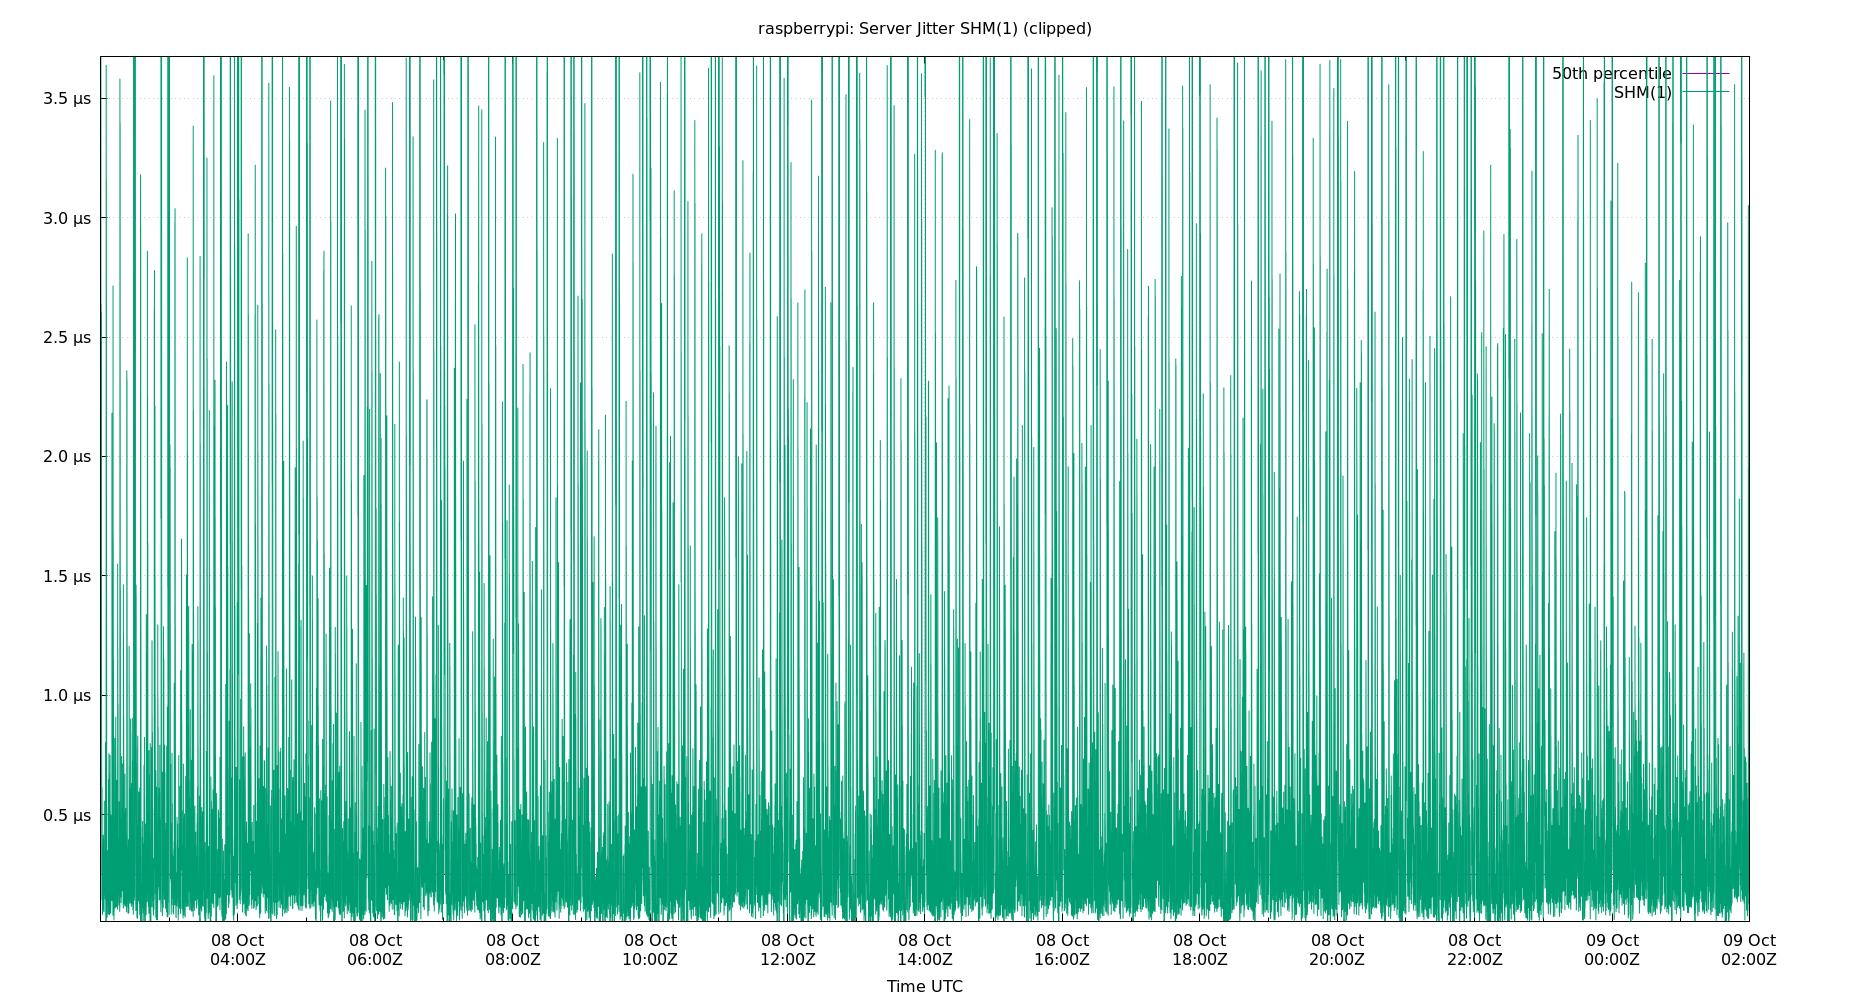 raspberrypi: Server Jitter SHM(1) (clipped)
50th percentile
SHM(1)
3.5 µs
3.0 µs
2.5 µs
2.0 µs
1.5 µs
1.0 µs
0.5 µs
08 Oct 08 Oct 08 Oct 08 Oct 08 Oct 08 Oct 08 Oct 08 Oct 08 Oct 08 Oct 09 Oct 09 Oct
04:00Z 06:00Z 08:00Z 10:00Z 12:00Z 14:00Z 16:00Z 18:00Z 20:00Z 22:00Z 00:00Z 02:00Z
Time UTC